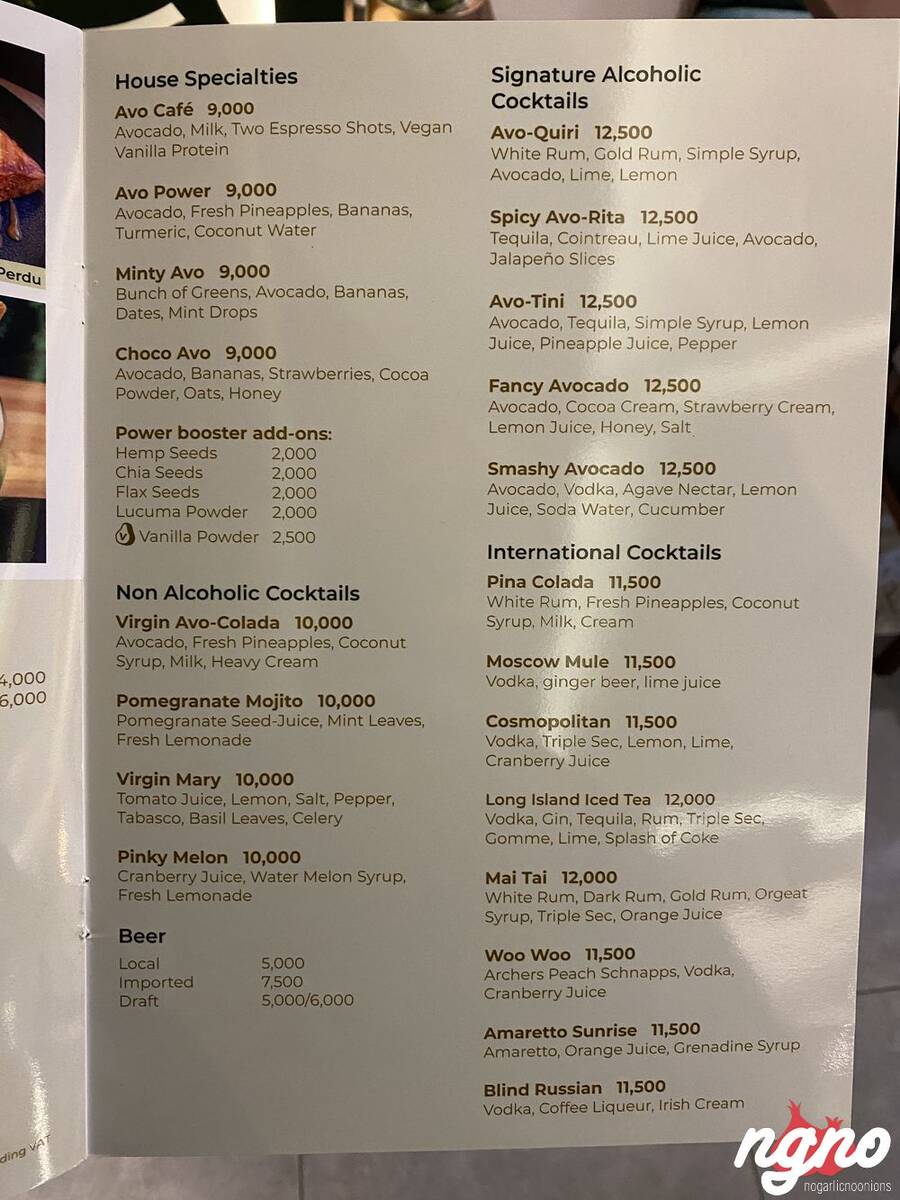 Perdu
4,000
6,000
ding VAT
House Specialties
Avo Café 9,000
Avocado, Milk, Two Espresso Shots, Vegan
Vanilla Protein
Avo Power 9,000
Avocado, Fresh Pineapples, Bananas,
Turmeric, Coconut Water
Minty Avo 9,000
Bunch of Greens, Avocado, Bananas,
Dates, Mint Drops
Choco Avo 9,000
Avocado, Bananas, Strawberries, Cocoa
Powder, Oats, Honey
Power booster add-ons:
Hemp Seeds 2,000
Chia Seeds 2,000
Flax Seeds 2,000
Lucuma Powder 2,000
V Vanilla Powder 2,500
Non Alcoholic Cocktails
Virgin Avo-Colada 10,000
Avocado, Fresh Pineapples, Coconut
Syrup, Milk, Heavy Cream
Pomegranate Mojito 10,000
Pomegranate Seed-Juice, Mint Leaves,
Fresh Lemonade
Virgin Mary 10,000
Tomato Juice, Lemon, Salt, Pepper,
Tabasco, Basil Leaves, Celery
Pinky Melon 10,000
Cranberry Juice, Water Melon Syrup,
Fresh Lemonade
Beer
Local 5,000
Imported 7,500
Draft 5,000/6,000
Signature Alcoholic
Cocktails
Avo-Quiri 12,500
White Rum, Gold Rum, Simple Syrup,
Avocado, Lime, Lemon
Spicy Avo-Rita 12,500
Tequila, Cointreau, Lime Juice, Avocado,
Jalapeño Slices
Avo-Tini 12,500
Avocado, Tequila, Simple Syrup, Lemon
Juice, Pineapple Juice, Pepper
Fancy Avocado 12,500
Avocado, Cocoa Cream, Strawberry Cream,
Lemon Juice, Honey, Salt
Smashy Avocado 12,500
Avocado, Vodka, Agave Nectar, Lemon
Juice, Soda Water, Cucumber
International Cocktails
Pina Colada 11,500
White Rum, Fresh Pineapples, Coconut
Syrup, Milk, Cream
Moscow Mule 11,500
Vodka, ginger beer, lime juice
Cosmopolitan 11,500
Vodka, Triple Sec, Lemon, Lime,
Cranberry Juice
Long Island Iced Tea 12,000
Vodka, Gin, Tequila, Rum, Triple Sec,
Gomme, Lime, Splash of Coke
Mai Tai 12,000
White Rum, Dark Rum, Gold Rum, Orgeat
Syrup, Triple Sec, Orange Juice
Woo Woo 11,500
Archers Peach Schnapps, Vodka,
Cranberry Juice
Amaretto Sunrise 11,500
Amaretto, Orange Juice, Grenadine Syrup
Blind Russian 11,500
Vodka, Coffee Liqueur, Irish Cream
ngno
nogarlicnoonions